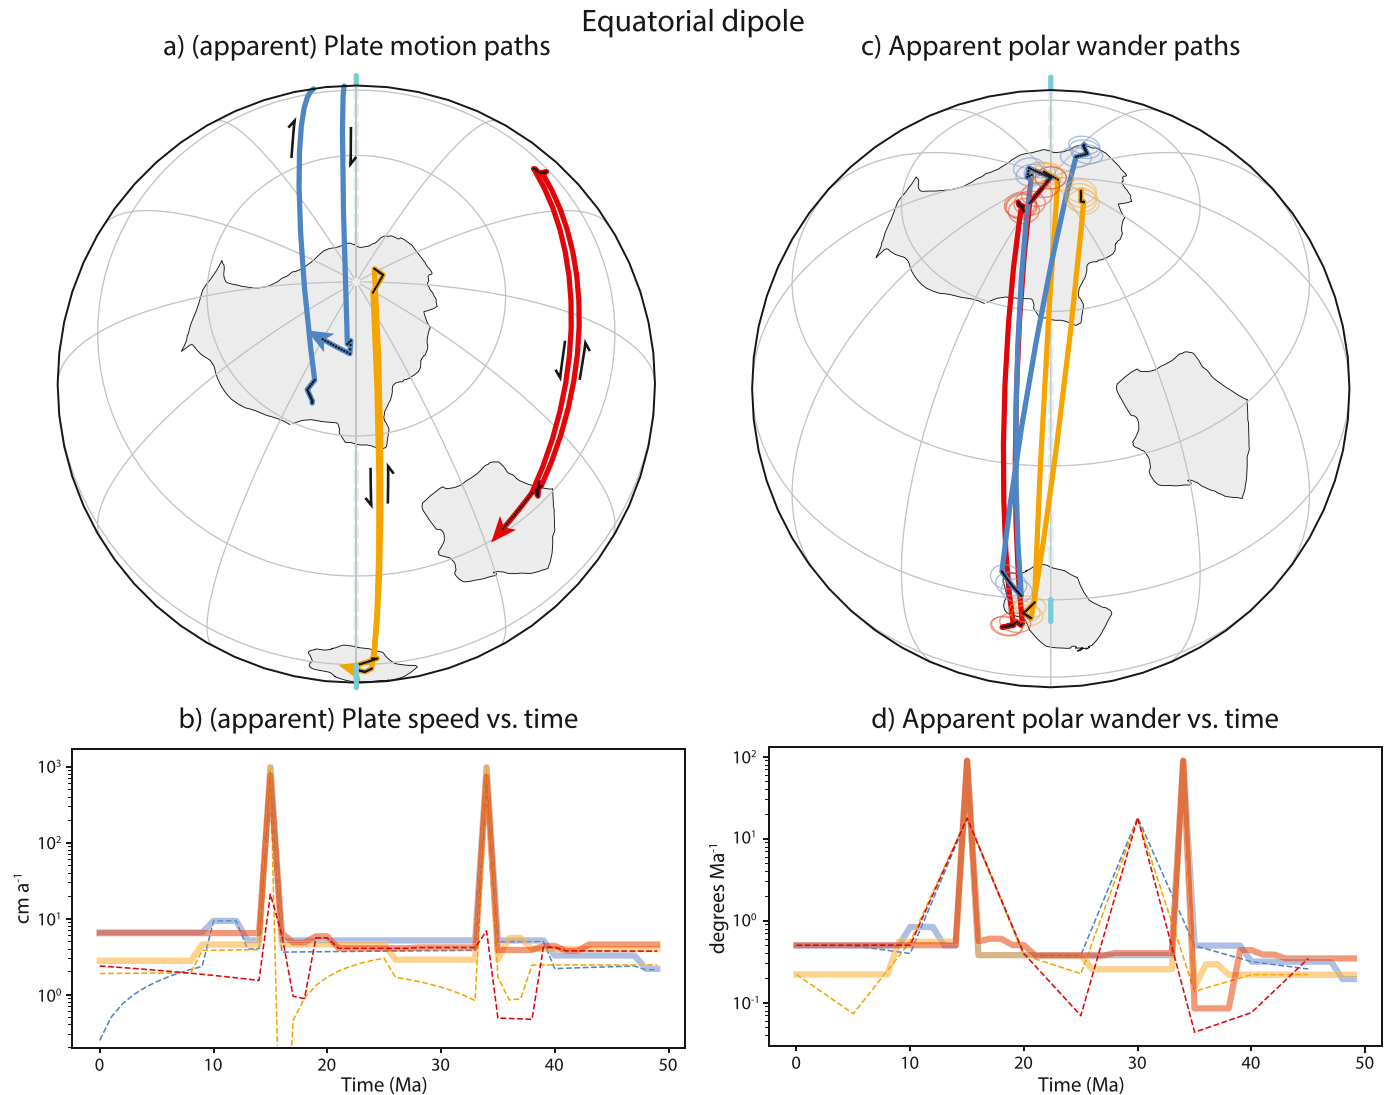 Equatorial dipole
a) (apparent) Plate motion paths
c) Apparent polar wander paths
b) (apparent) Plate speed vs. time
10³
10²
10¹
10⁰
cm a⁻¹
0 10 20 30 40 50
Time (Ma)
d) Apparent polar wander vs. time
10²
10¹
10⁰
10⁻¹
degrees Ma⁻¹
0 10 20 30 40 50
Time (Ma)